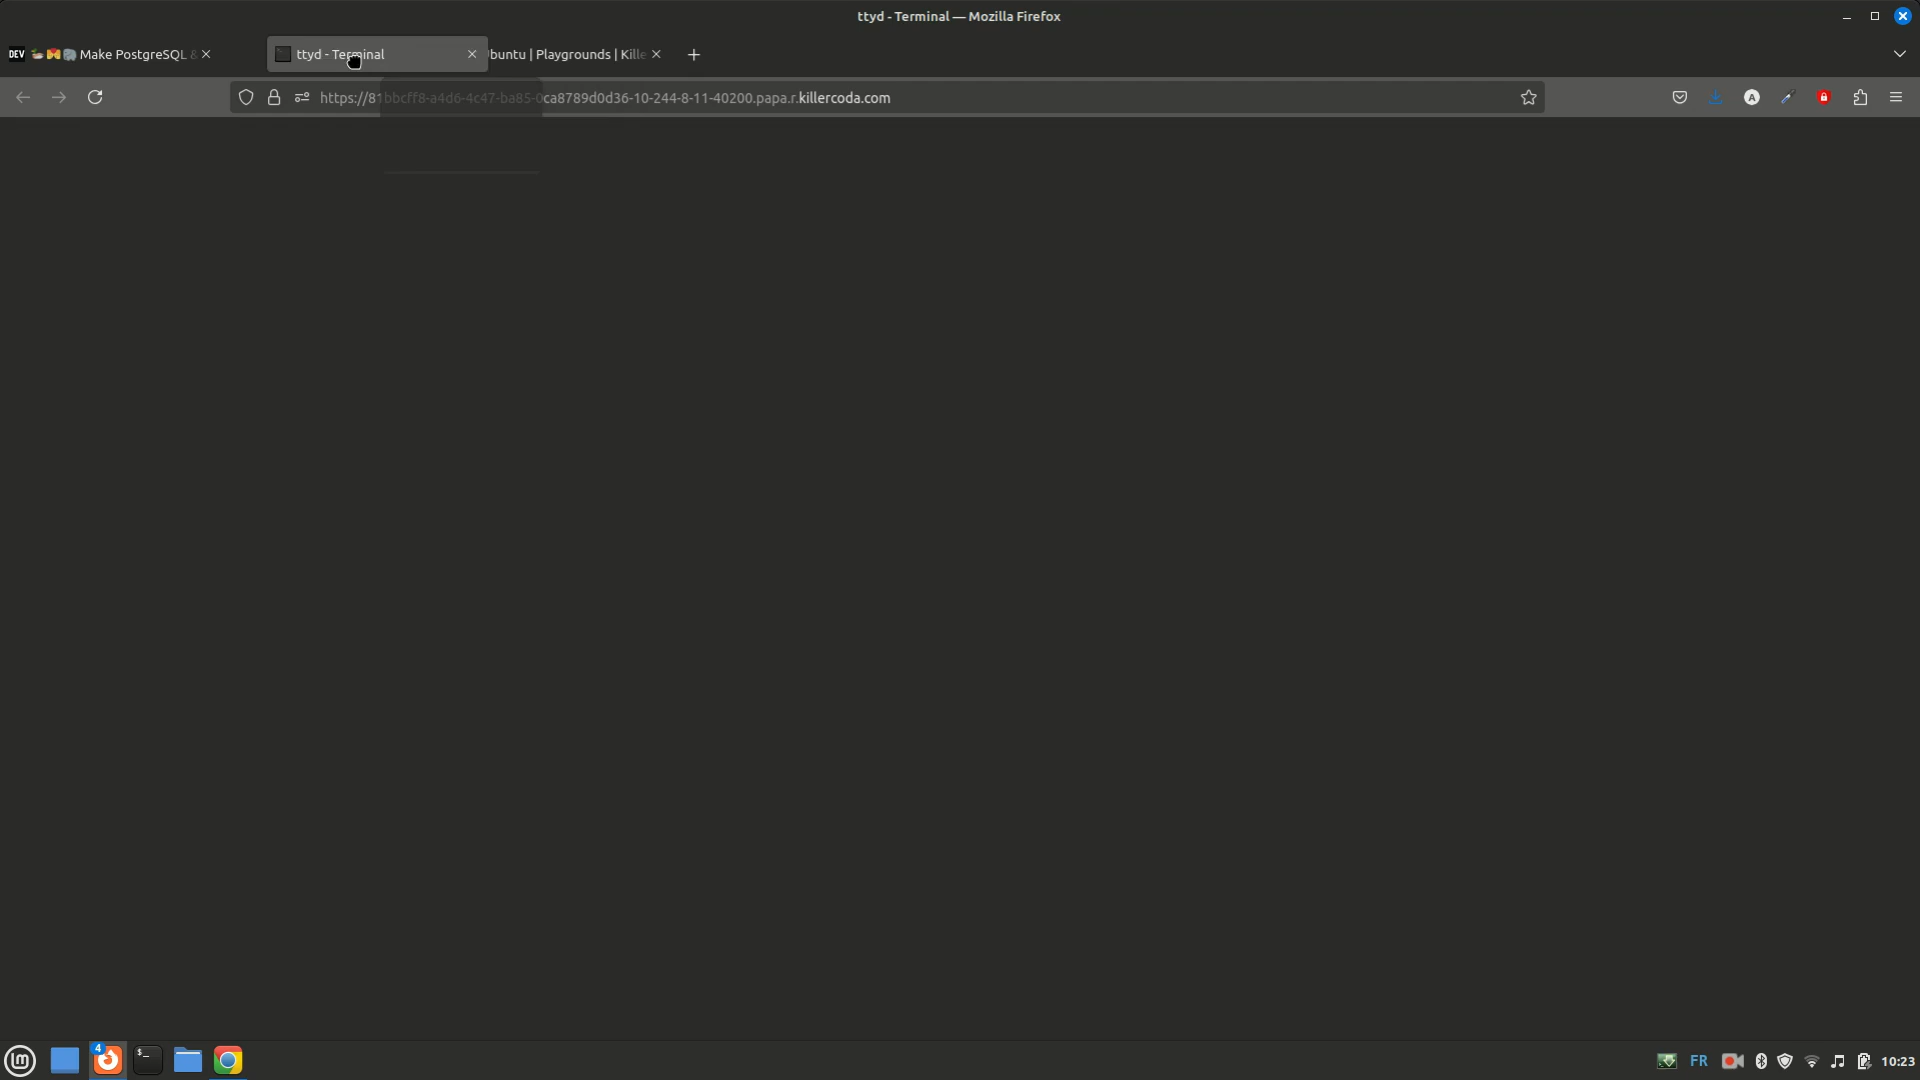 ttyd - Terminal — Mozilla Firefox
DEV Make PostgreSQL &
ttyd - Terminal
buntu | Playgrounds | Kille
https://81bbcff8-a4d6-4c47-ba85-0ca8789d0d36-10-244-8-11-40200.papa.r.killercoda.com
A
4
$_
FR
10:23